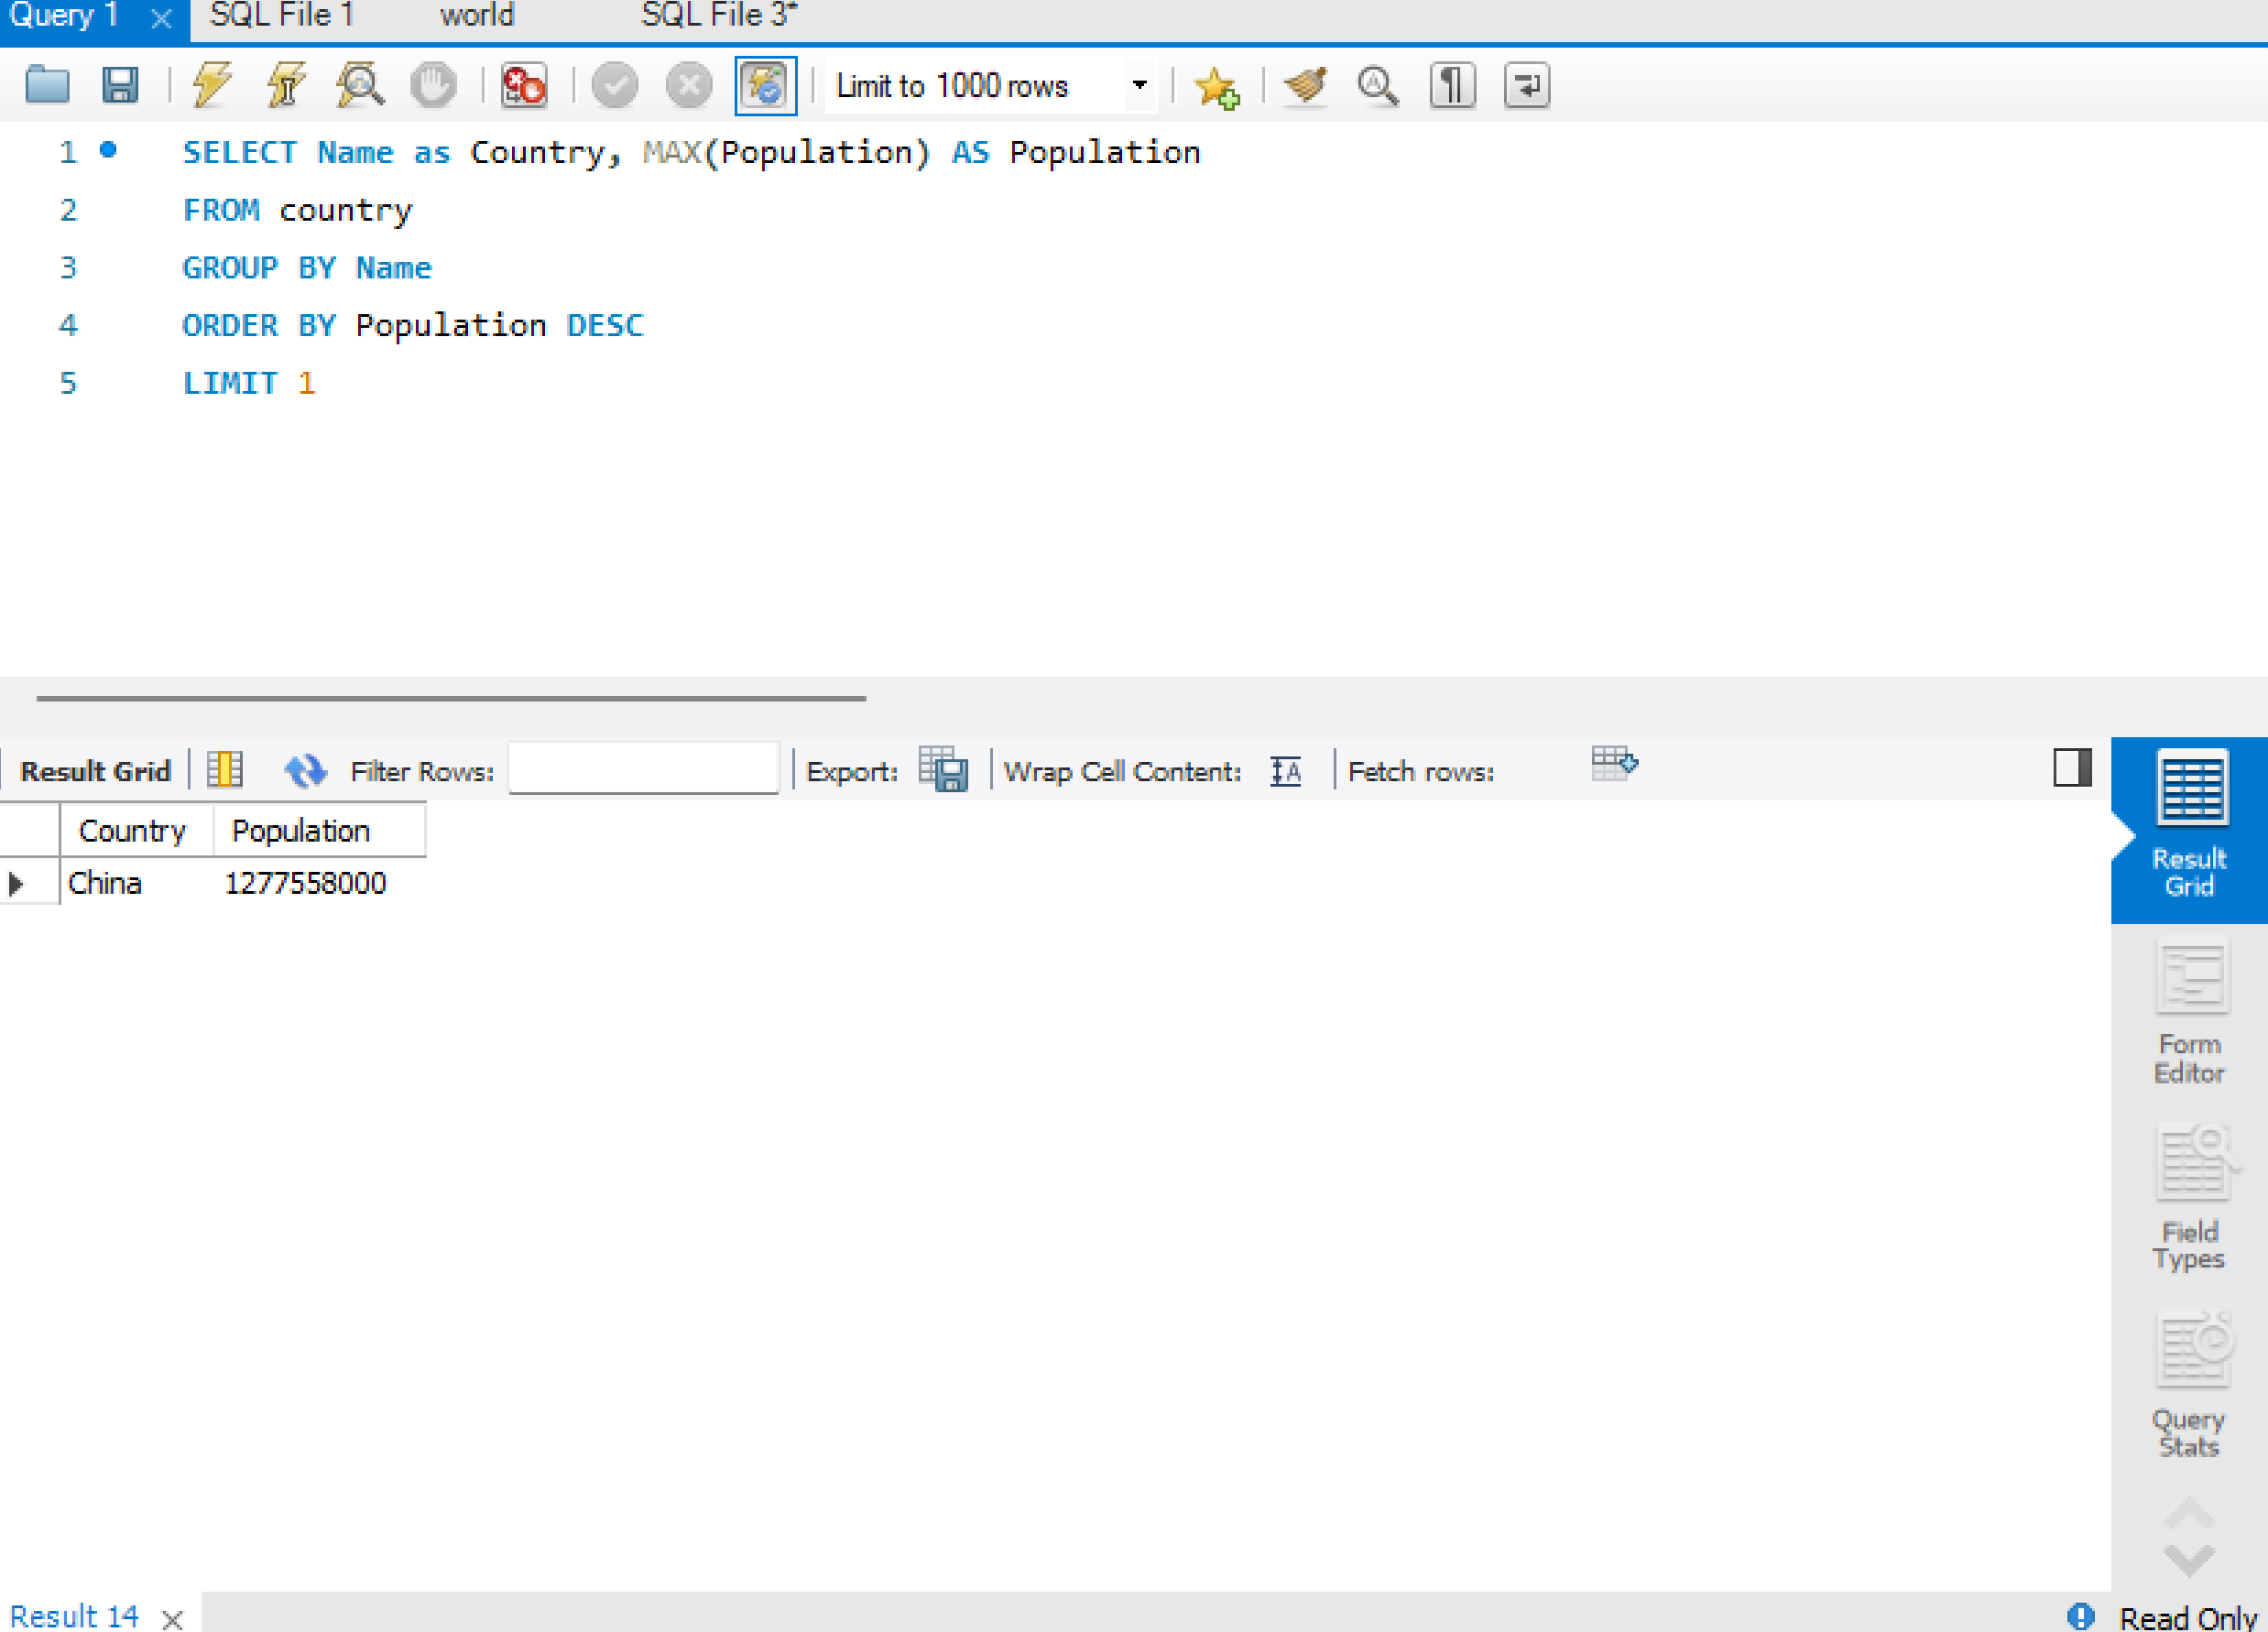 Query 1 SQL File 1 world SQL File 3*
Limit to 1000 rows
1 SELECT Name as Country, MAX(Population) AS Population
2 FROM country
3 GROUP BY Name
4 ORDER BY Population DESC
5 LIMIT 1
Result Grid Filter Rows: Export: Wrap Cell Content: Fetch rows:
Country Population
China 1277558000
Result
Grid
Form
Editor
Field
Types
Query
Stats
Result 14 Read Only